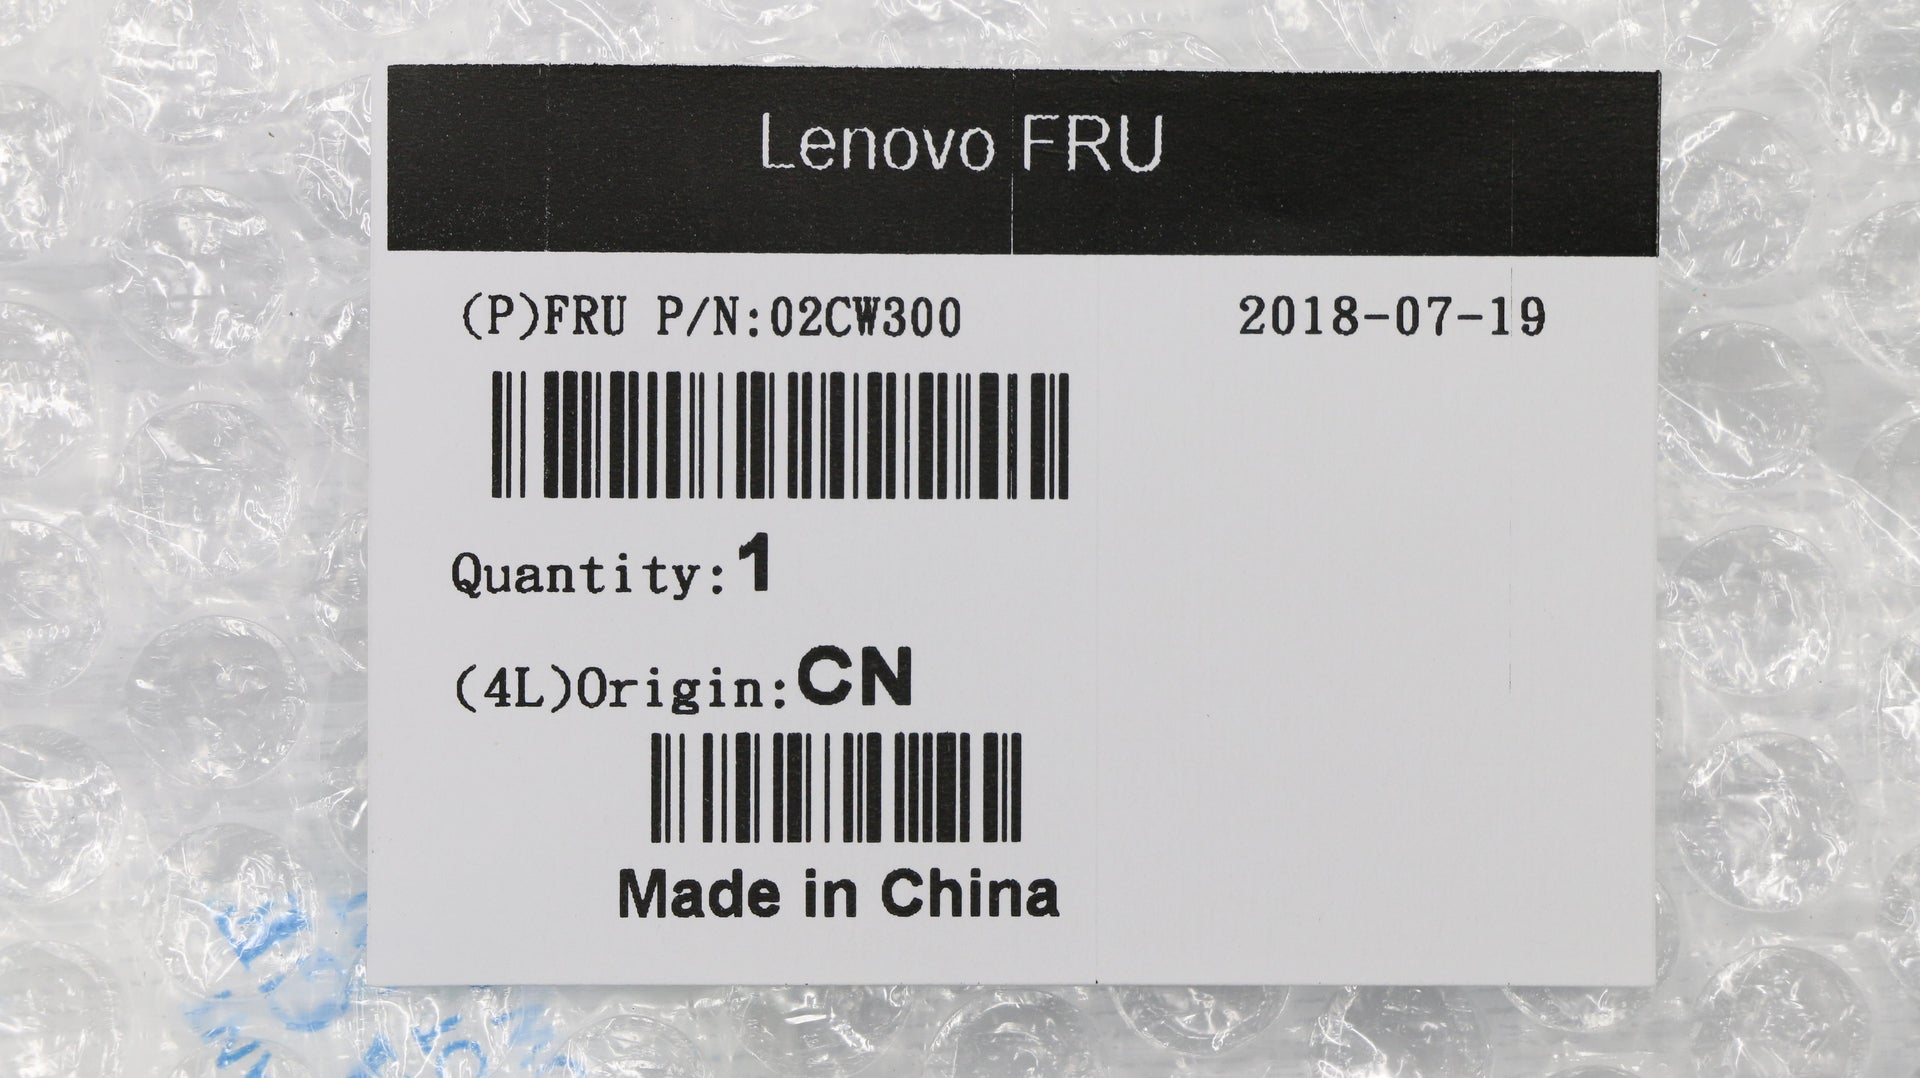 Lenovo FRU
(P)FRU P/N:02CW300 2018-07-19
Quantity:1
(4L)Origin:CN
Made in China